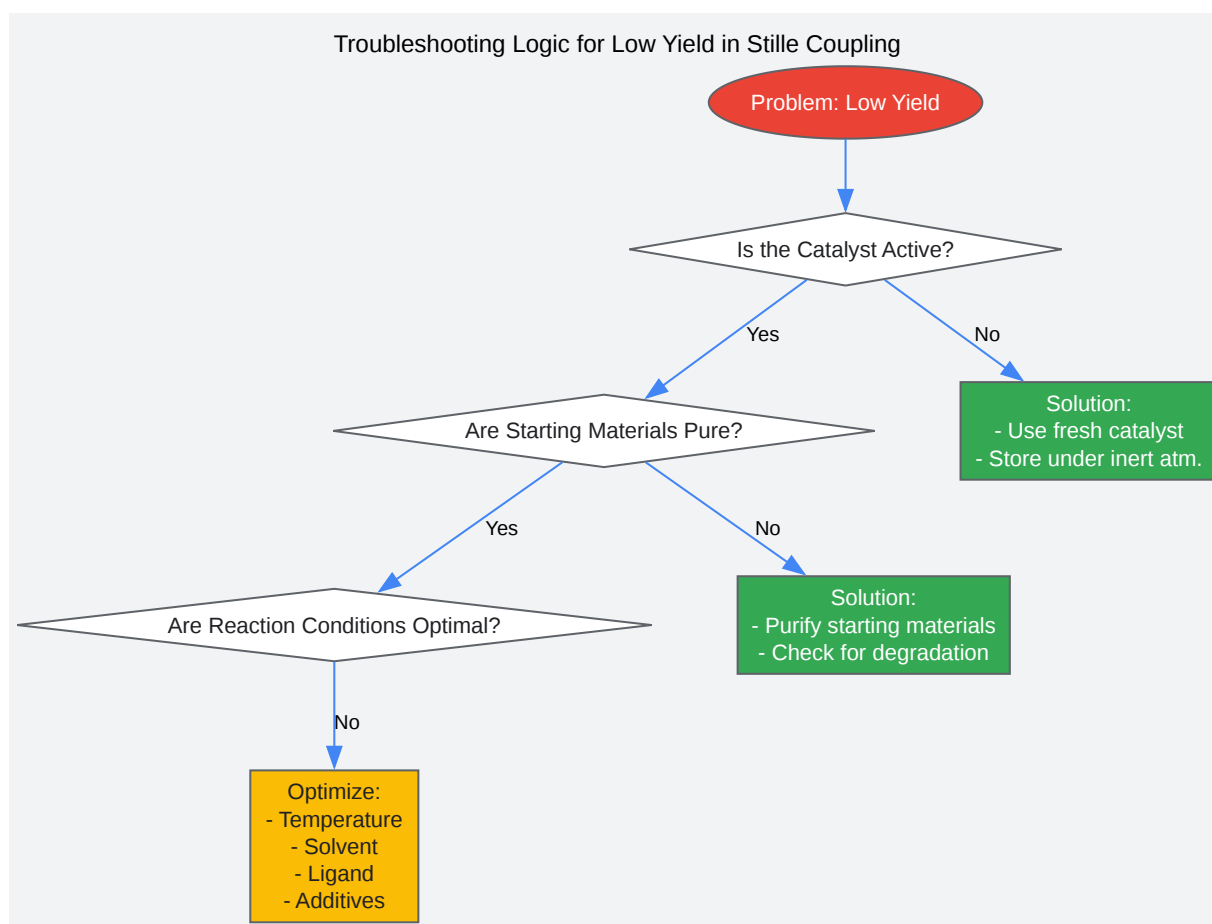 Troubleshooting Logic for Low Yield in Stille Coupling
Problem: Low Yield
Is the Catalyst Active?
Yes
No
Are Starting Materials Pure?
Solution:
- Use fresh catalyst
- Store under inert atm.
Yes
No
Are Reaction Conditions Optimal?
Solution:
- Purify starting materials
- Check for degradation
No
Optimize:
- Temperature
- Solvent
- Ligand
- Additives